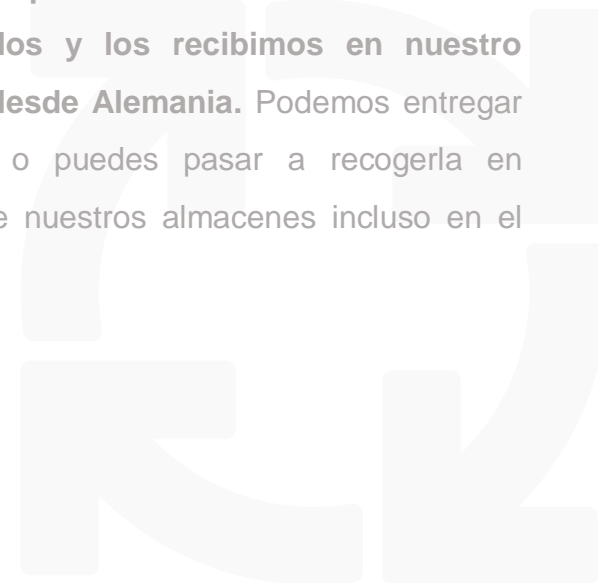 y los recibimos en nuestro
Alemania. Podemos entregar
o puedes pasar a recogerla en
nuestros almacenes incluso en el